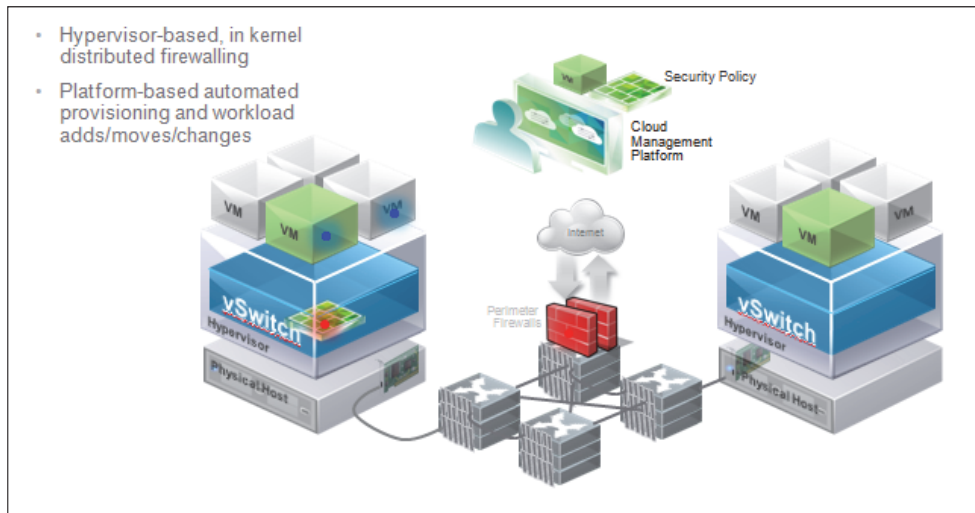 Hypervisor-based, in kernel
distributed firewalling
Platform-based automated
provisioning and workload
adds/moves/changes
VM
Security Policy
Cloud
Management
Platform
VM
VM
VM
VM
vSwitch
Hypervisor
Physical Host
Internet
Perimeter
Firewalls
VM
VM
VM
vSwitch
Hypervisor
Physical Host